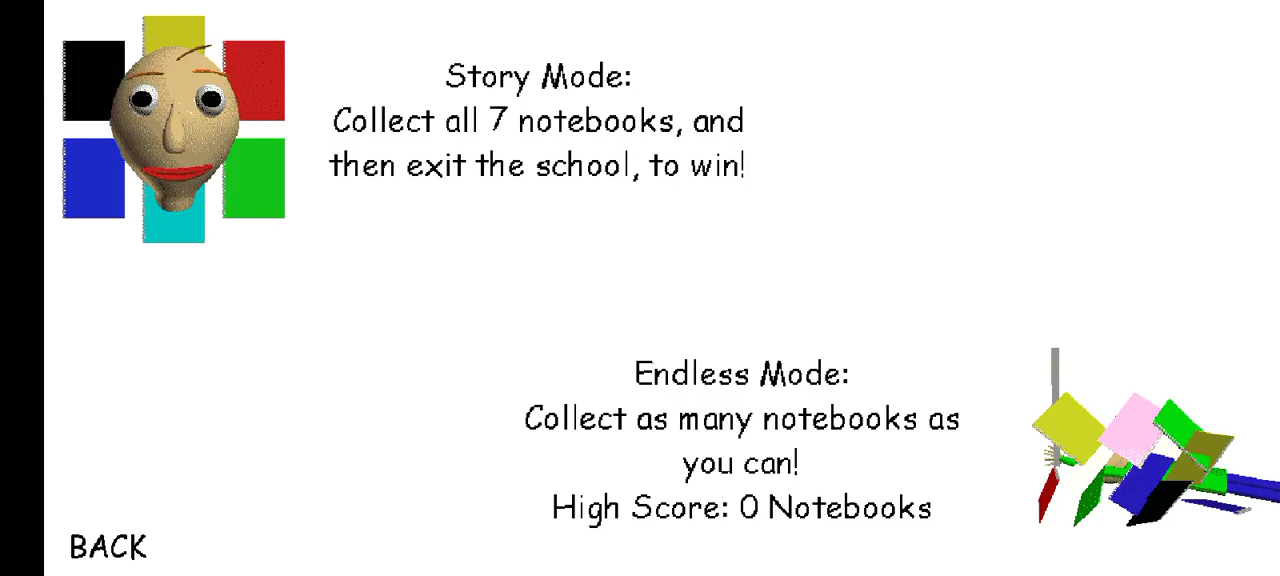 Story Mode:
Collect all 7 notebooks, and
then exit the school, to win!
Endless Mode:
Collect as many notebooks as
you can!
High Score: 0 Notebooks
BACK